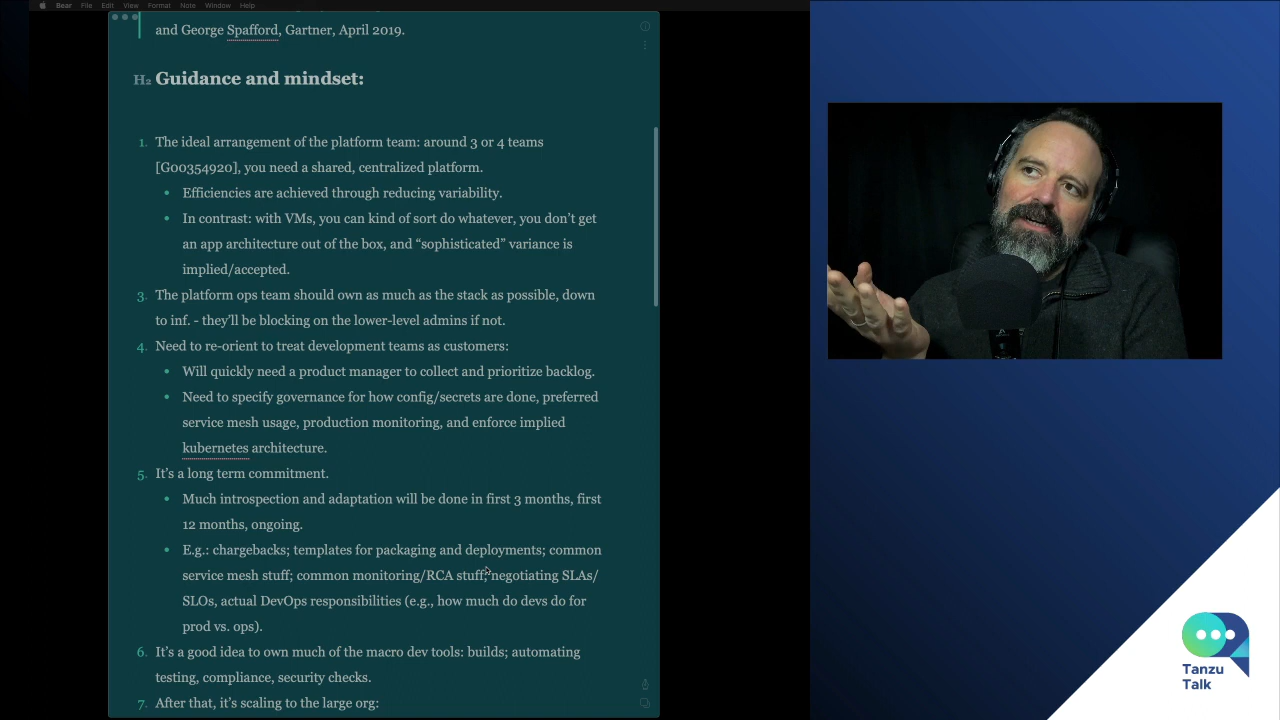 Bear File Edit View Format Note Window Help
and George Spafford, Gartner, April 2019.
H2 Guidance and mindset:
1. The ideal arrangement of the platform team: around 3 or 4 teams
[G00354920], you need a shared, centralized platform.
• Efficiencies are achieved through reducing variability.
• In contrast: with VMs, you can kind of sort do whatever, you don't get
an app architecture out of the box, and “sophisticated” variance is
implied/accepted.
3. The platform ops team should own as much as the stack as possible, down
to inf. - they'll be blocking on the lower-level admins if not.
4. Need to re-orient to treat development teams as customers:
• Will quickly need a product manager to collect and prioritize backlog.
• Need to specify governance for how config/secrets are done, preferred
service mesh usage, production monitoring, and enforce implied
kubernetes architecture.
5. It's a long term commitment.
• Much introspection and adaptation will be done in first 3 months, first
12 months, ongoing.
• E.g.: chargebacks; templates for packaging and deployments; common
service mesh stuff; common monitoring/RCA stuff; negotiating SLAs/
SLOs, actual DevOps responsibilities (e.g., how much do devs do for
prod vs. ops).
6. It's a good idea to own much of the macro dev tools: builds; automating
testing, compliance, security checks.
7. After that, it's scaling to the large org:
Tanzu
Talk